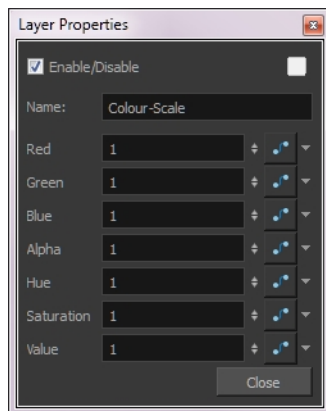 Layer Properties
Enable/Disable
Name: Colour-Scale
Red 1
Green 1
Blue 1
Alpha 1
Hue 1
Saturation 1
Value 1
Close